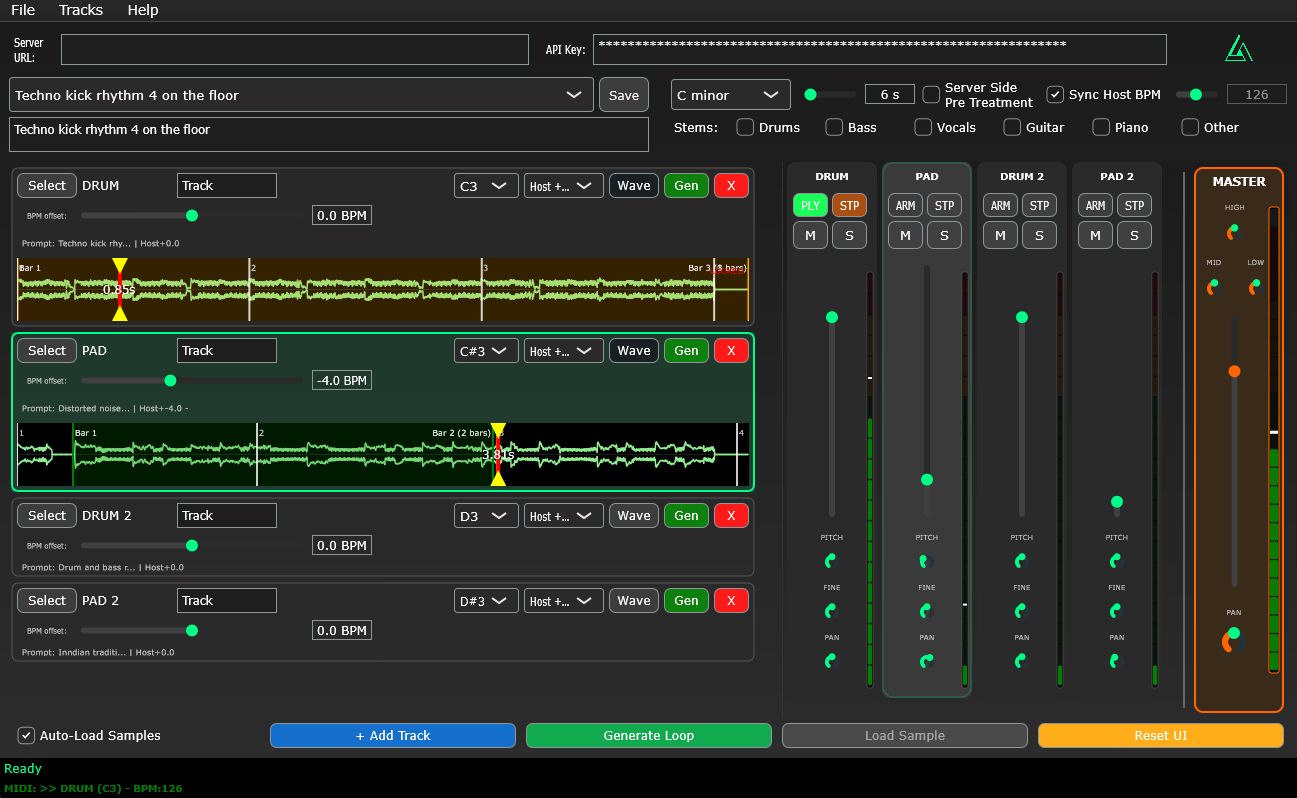 File Tracks Help
Server URL: API Key: ****************************************************************
Techno kick rhythm 4 on the floor Save C minor 6 s Server Side Pre Treatment Sync Host BPM 126
Techno kick rhythm 4 on the floor
Stems: Drums Bass Vocals Guitar Piano Other
Select DRUM Track C3 Host +... Wave Gen X
BPM offset: 0.0 BPM
Prompt: Techno kick rhy... | Host+0.0
Bar 1 2 3 Bar 3 (5 bars)
0.85s
Select PAD Track C#3 Host +... Wave Gen X
BPM offset: -4.0 BPM
Prompt: Distorted noise... | Host+-4.0 -
1 Bar 1 2 Bar 2 (2 bars) 4
3.81s
Select DRUM 2 Track D3 Host +... Wave Gen X
BPM offset: 0.0 BPM
Prompt: Drum and bass r... | Host+0.0
Select PAD 2 Track D#3 Host +... Wave Gen X
BPM offset: 0.0 BPM
Prompt: Inndian traditi... | Host+0.0
DRUM PAD DRUM 2 PAD 2 MASTER
PLY STP ARM STP ARM STP ARM STP
M S M S M S M S
HIGH
MID LOW
PITCH PITCH PITCH PITCH
FINE FINE FINE FINE
PAN
PAN PAN PAN PAN
Auto-Load Samples + Add Track Generate Loop Load Sample Reset UI
Ready
MIDI: >> DRUM (C3) - BPM:126